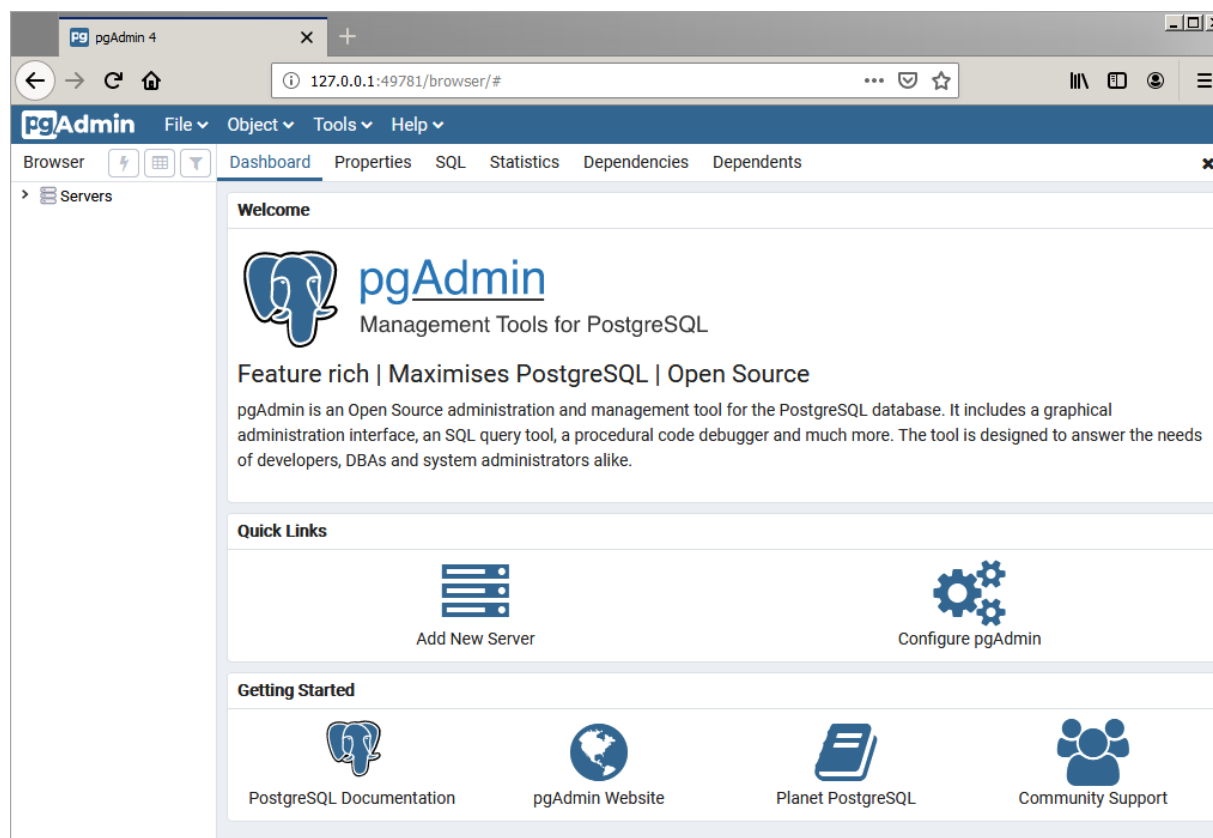 pgAdmin 4
127.0.0.1:49781/browser/#
pgAdmin File Object Tools Help
Browser Dashboard Properties SQL Statistics Dependencies Dependents
Servers
Welcome
pgAdmin
Management Tools for PostgreSQL
Feature rich | Maximises PostgreSQL | Open Source
pgAdmin is an Open Source administration and management tool for the PostgreSQL database. It includes a graphical
administration interface, an SQL query tool, a procedural code debugger and much more. The tool is designed to answer the needs
of developers, DBAs and system administrators alike.
Quick Links
Add New Server Configure pgAdmin
Getting Started
PostgreSQL Documentation pgAdmin Website Planet PostgreSQL Community Support